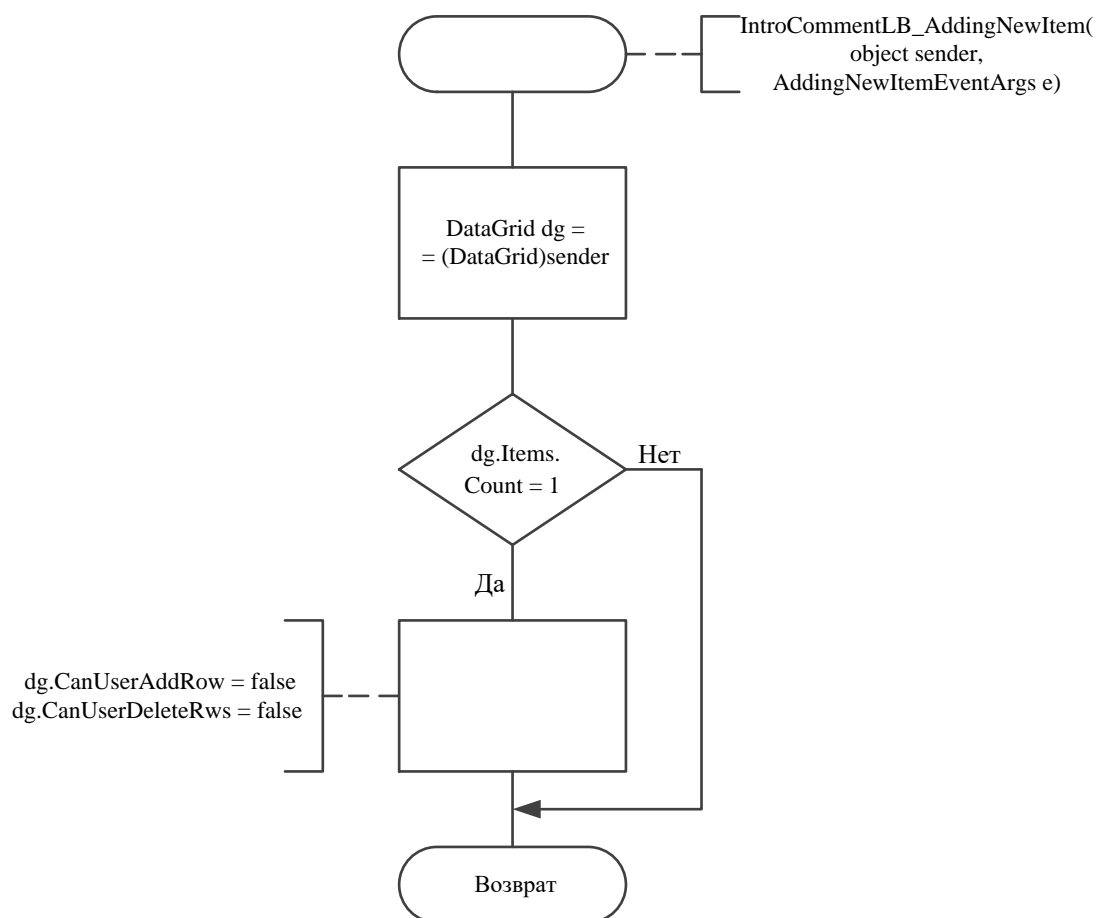 IntroCommentLB_AddingNewItem(
object sender,
AddingNewItemEventArgs e)
DataGrid dg =
= (DataGrid)sender
dg.Items.
Count = 1
Нет
Да
dg.CanUserAddRow = false
dg.CanUserDeleteRws = false
Возврат